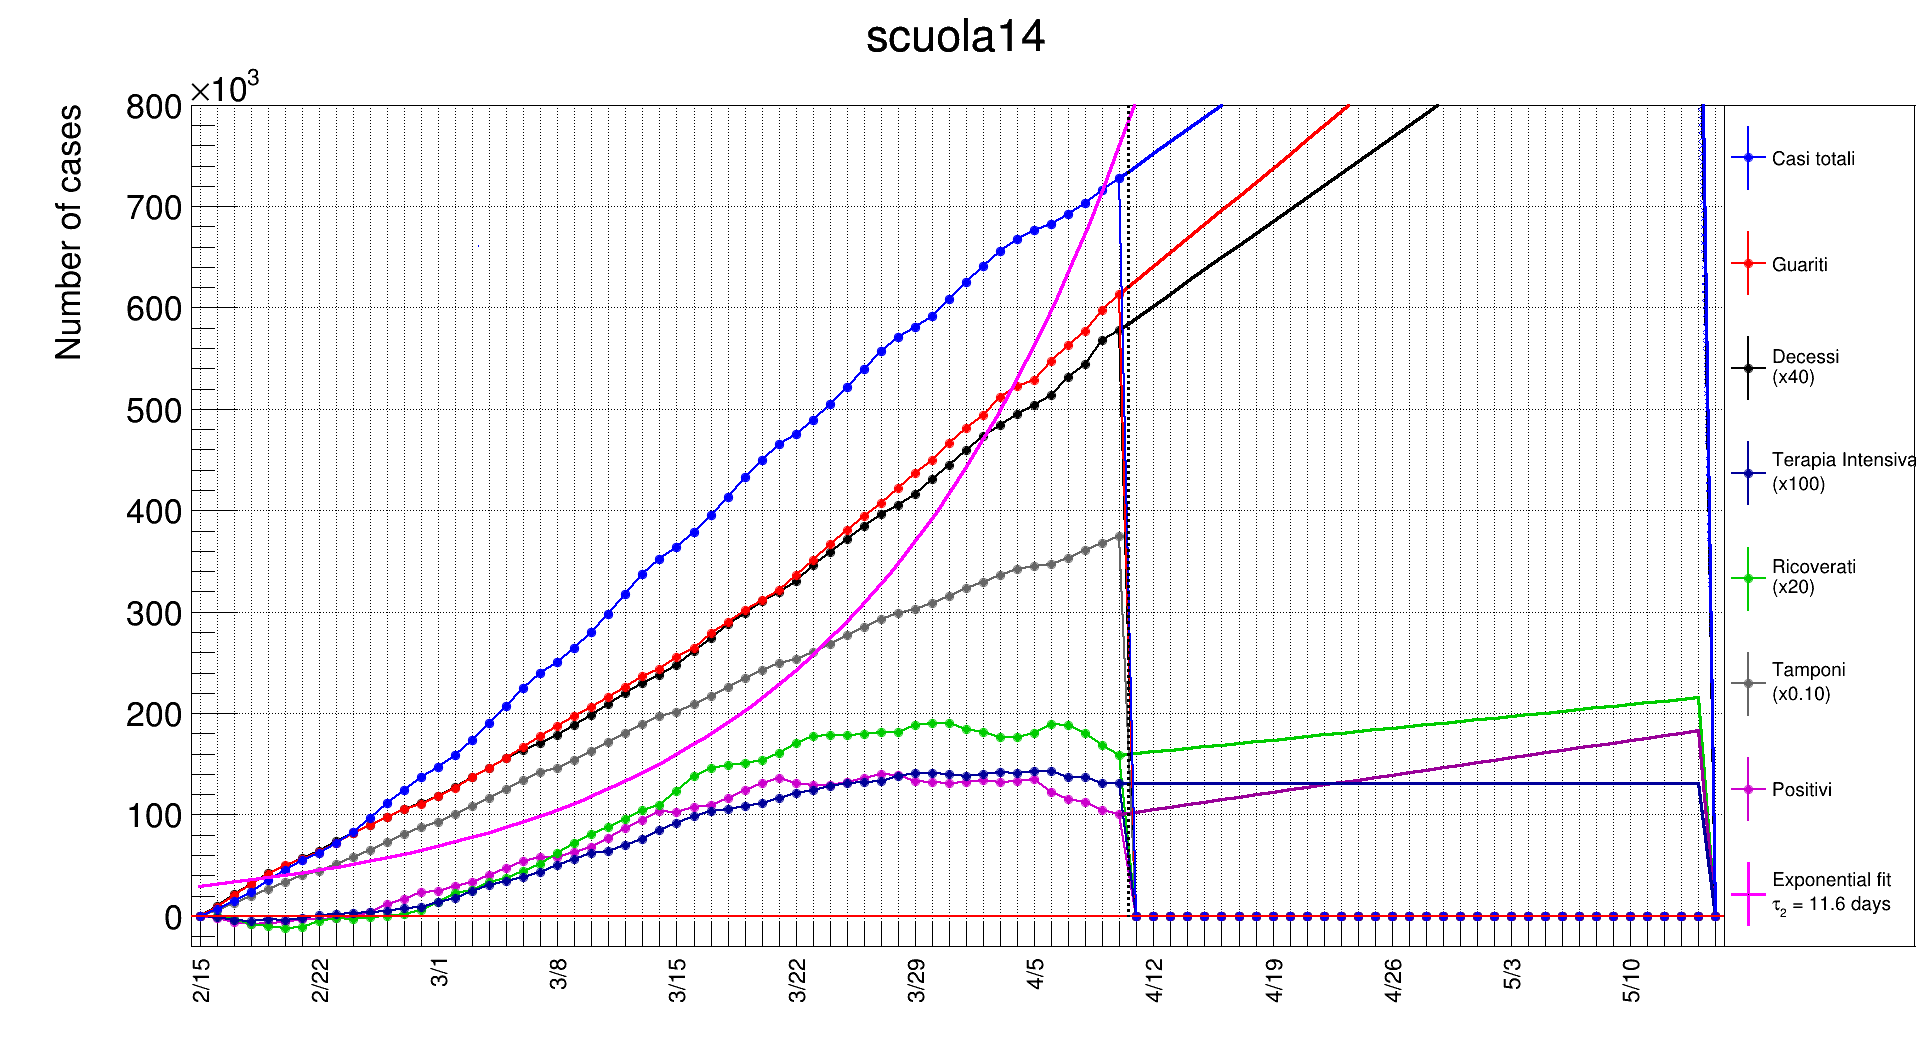 scuola14
×10³
Number of cases
800
700
600
500
400
300
200
100
0
2/15
2/22
3/1
3/8
3/15
3/22
3/29
4/5
4/12
4/19
4/26
5/3
5/10
Casi totali
Guariti
Decessi
(x40)
Terapia Intensiva
(x100)
Ricoverati
(x20)
Tamponi
(x0.10)
Positivi
Exponential fit
τ₂ = 11.6 days